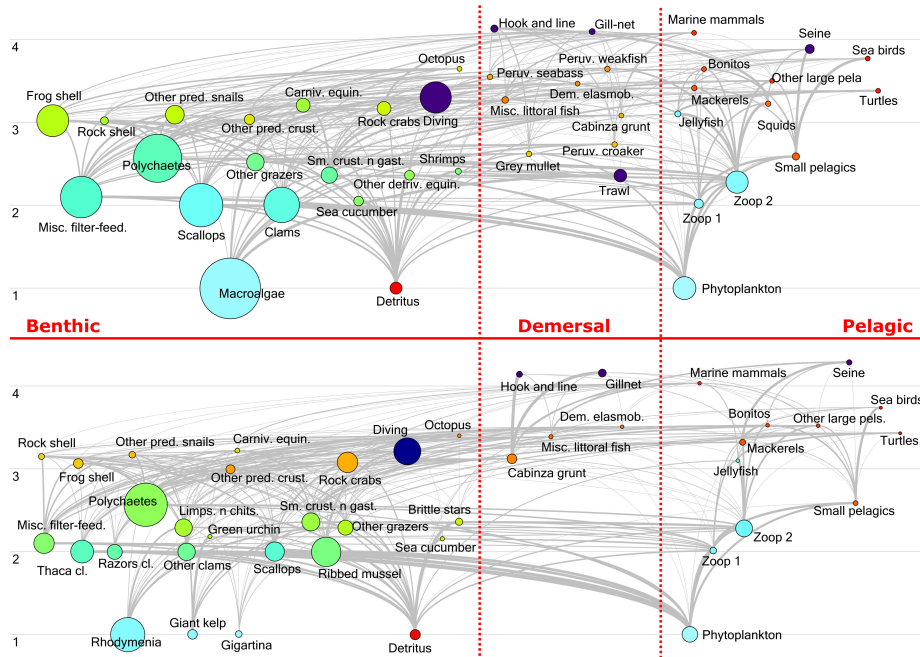 Hook and line
Gill-net
Marine mammals
Seine
4
Octopus
Peruv. weakfish
Bonitos
Sea birds
Peruv. seabass
Other large pela
Frog shell
Other pred. snails
Carniv. equin.
Dem. elasmob.
Mackerels
Turtles
Misc. littoral fish
Rock shell
Other pred. crust.
Rock crabs
Diving
Cabinza grunt
Jellyfish
Squids
3
Polychaetes
Other grazers
Sm. crust. n gast.
Shrimps
Peruv. croaker
Grey mullet
Small pelagics
Other detriv. equin.
Trawl
Zoop 2
2
Misc. filter-feed.
Scallops
Clams
Sea cucumber
Zoop 1
1
Macroalgae
Detritus
Phytoplankton
Benthic
Demersal
Pelagic
4
Hook and line
Gillnet
Marine mammals
Seine
Sea birds
Rock shell
Other pred. snails
Carniv. equin.
Diving
Octopus
Dem. elasmob.
Bonitos
Other large pels.
Misc. littoral fish
Turtles
3
Frog shell
Other pred. crust.
Rock crabs
Cabinza grunt
Mackerels
Jellyfish
Polychaetes
Limps. n chits.
Sm. crust. n gast.
Brittle stars
Small pelagics
Misc. filter-feed.
Green urchin
Other grazers
Zoop 2
2
Thaca cl.
Razors cl.
Other clams
Scallops
Ribbed mussel
Sea cucumber
Zoop 1
1
Rhodymenia
Giant kelp
Gigartina
Detritus
Phytoplankton